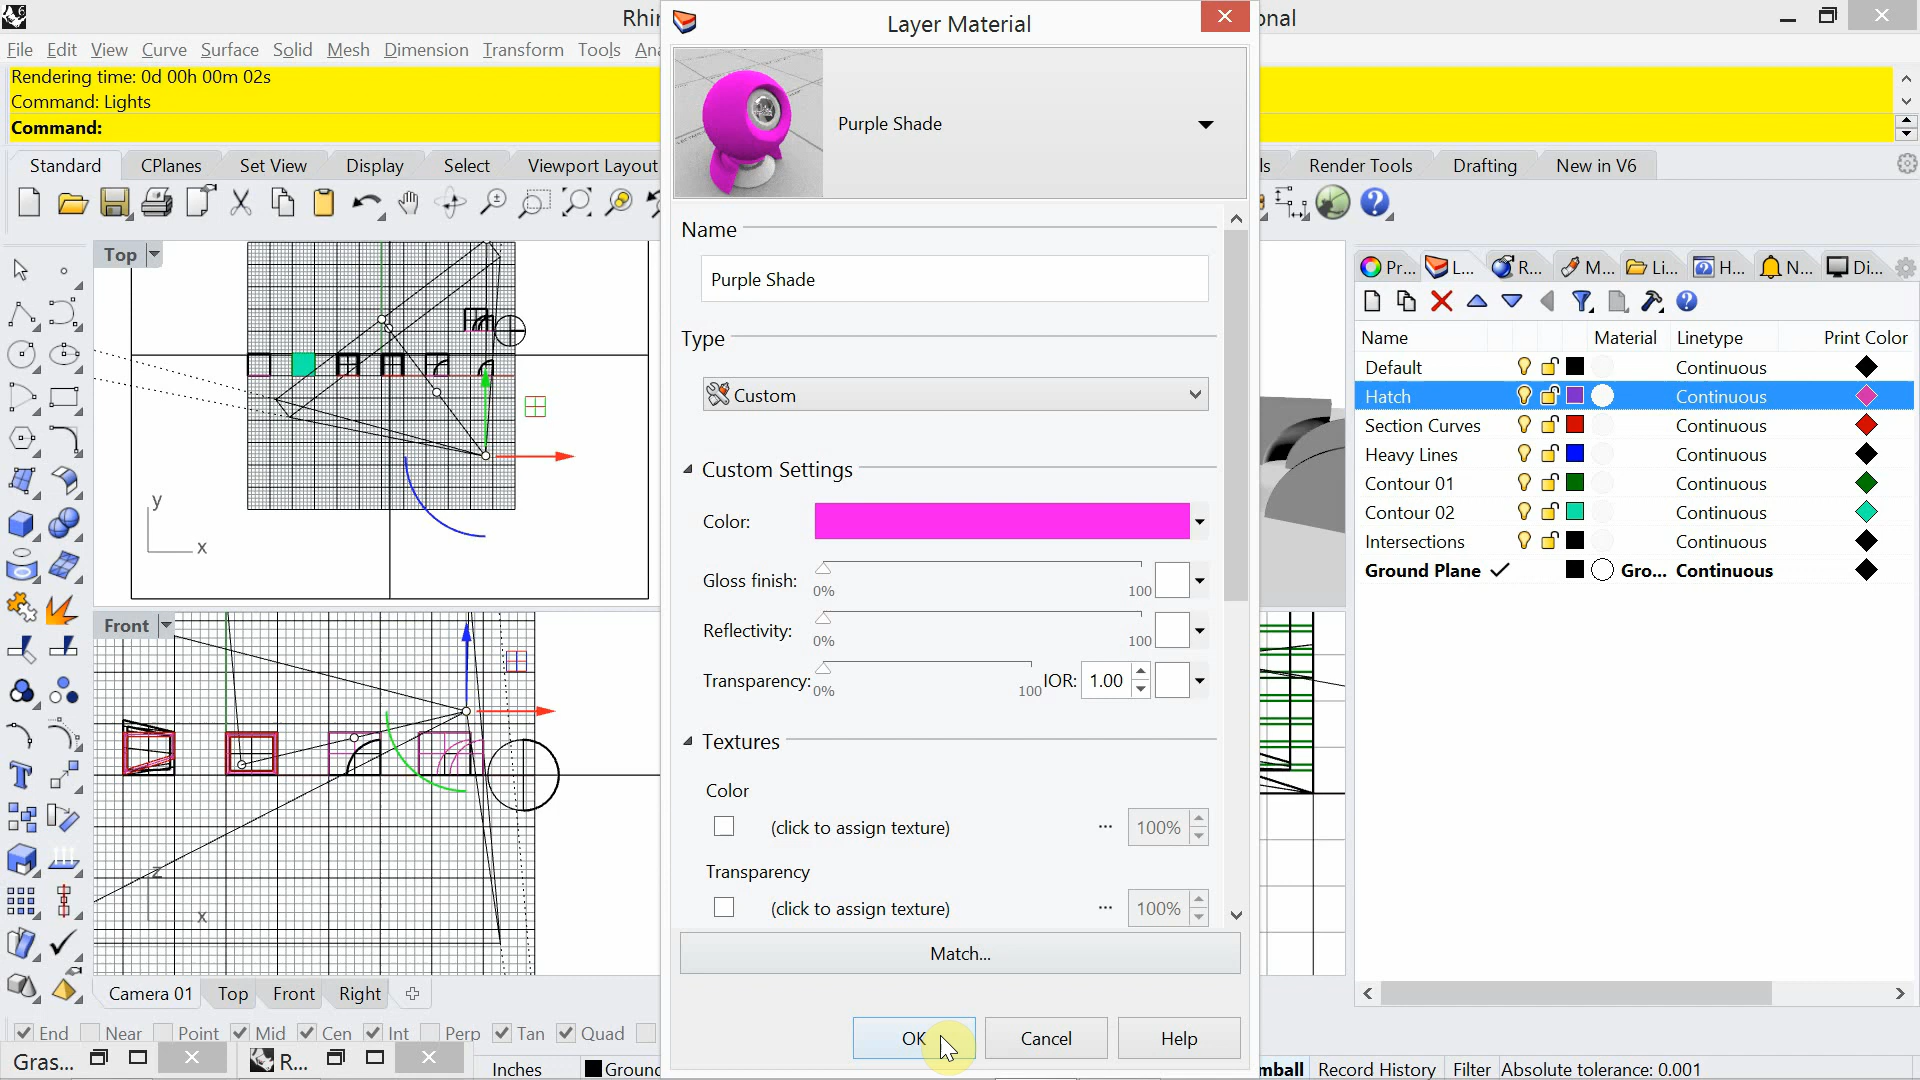 Rhi
onal
Layer Material
File Edit View Curve Surface Solid Mesh Dimension Transform Tools
Rendering time: 0d 00h 00m 02s
Command: Lights
Command:
Purple Shade
Standard CPlanes Set View Display Select Viewport Layout
ls Render Tools Drafting New in V6
Name
Purple Shade
Type
Custom
Custom Settings
Color:
Gloss finish: 0% 100
Reflectivity: 0% 100
Transparency: 0% 100 IOR: 1.00
Textures
Color
(click to assign texture) ... 100%
Transparency
(click to assign texture) ... 100%
Match...
OK Cancel Help
Top
y
x
Front
z
x
Pr... L... R... M... Li... H... N... Di...
Name Material Linetype Print Color
Default Continuous
Hatch Continuous
Section Curves Continuous
Heavy Lines Continuous
Contour 01 Continuous
Contour 02 Continuous
Intersections Continuous
Ground Plane Gro... Continuous
Camera 01 Top Front Right
End Near Point Mid Cen Int Perp Tan Quad
Gras... R... Inches Ground
mball Record History Filter Absolute tolerance: 0.001